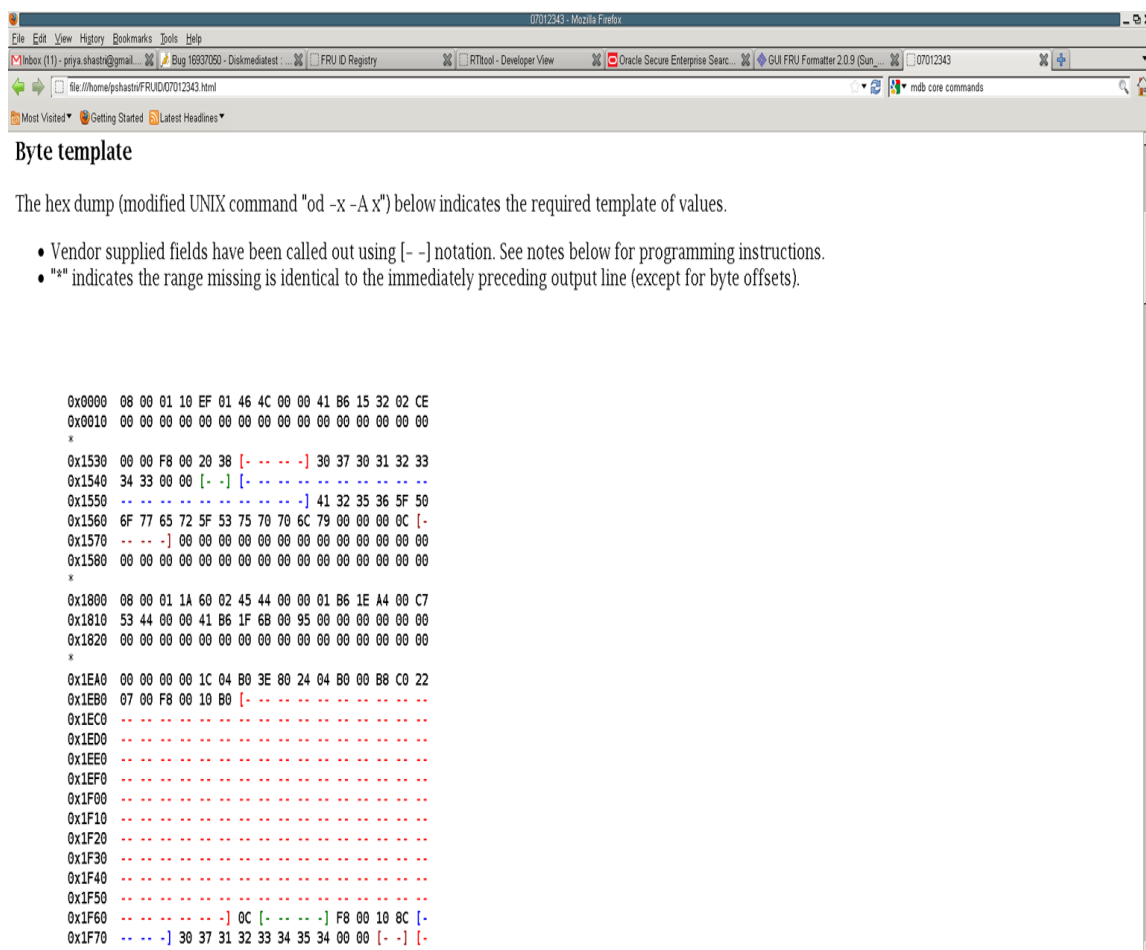 07012343 - Mozilla Firefox
File Edit View History Bookmarks Tools Help
Inbox (11) - priya.shastri@gmail.... Bug 16937050 - Diskmediatest : ... FRU ID Registry RTItool - Developer View Oracle Secure Enterprise Searc... GUI FRU Formatter 2.0.9 (Sun_... 07012343
file:///home/pshastri/FRUID/07012343.html mdb core commands
Most Visited Getting Started Latest Headlines
Byte template
The hex dump (modified UNIX command "od –x –A x") below indicates the required template of values.
• Vendor supplied fields have been called out using [– –] notation. See notes below for programming instructions.
• "*" indicates the range missing is identical to the immediately preceding output line (except for byte offsets).
0x0000 08 00 01 10 EF 01 46 4C 00 00 41 B6 15 32 02 CE
0x0010 00 00 00 00 00 00 00 00 00 00 00 00 00 00 00 00
*
0x1530 00 00 F8 00 20 38 [- -- -- -] 30 37 30 31 32 33
0x1540 34 33 00 00 [- -] [- -- -- -- -- -- -- -- -- --
0x1550 -- -- -- -- -- -- -- -- -- -] 41 32 35 36 5F 50
0x1560 6F 77 65 72 5F 53 75 70 70 6C 79 00 00 00 0C [-
0x1570 -- -- -] 00 00 00 00 00 00 00 00 00 00 00 00 00
0x1580 00 00 00 00 00 00 00 00 00 00 00 00 00 00 00 00
*
0x1800 08 00 01 1A 60 02 45 44 00 00 01 B6 1E A4 00 C7
0x1810 53 44 00 00 41 B6 1F 6B 00 95 00 00 00 00 00 00
0x1820 00 00 00 00 00 00 00 00 00 00 00 00 00 00 00 00
*
0x1EA0 00 00 00 00 1C 04 B0 3E 80 24 04 B0 00 B8 C0 22
0x1EB0 07 00 F8 00 10 B0 [- -- -- -- -- -- -- -- -- --
0x1EC0 -- -- -- -- -- -- -- -- -- -- -- -- -- -- -- --
0x1ED0 -- -- -- -- -- -- -- -- -- -- -- -- -- -- -- --
0x1EE0 -- -- -- -- -- -- -- -- -- -- -- -- -- -- -- --
0x1EF0 -- -- -- -- -- -- -- -- -- -- -- -- -- -- -- --
0x1F00 -- -- -- -- -- -- -- -- -- -- -- -- -- -- -- --
0x1F10 -- -- -- -- -- -- -- -- -- -- -- -- -- -- -- --
0x1F20 -- -- -- -- -- -- -- -- -- -- -- -- -- -- -- --
0x1F30 -- -- -- -- -- -- -- -- -- -- -- -- -- -- -- --
0x1F40 -- -- -- -- -- -- -- -- -- -- -- -- -- -- -- --
0x1F50 -- -- -- -- -- -- -- -- -- -- -- -- -- -- -- --
0x1F60 -- -- -- -- -- -] 0C [- -- -- -] F8 00 10 8C [-
0x1F70 -- -- -] 30 37 31 32 33 34 35 34 00 00 [- -] [-